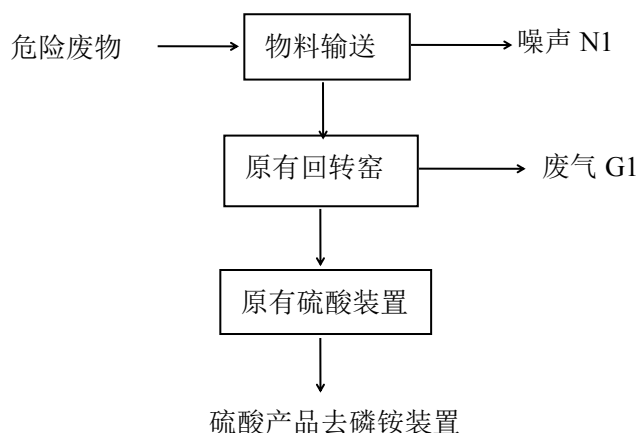 危险废物
物料输送
噪声 N1
原有回转窑
废气 G1
原有硫酸装置
硫酸产品去磷铵装置